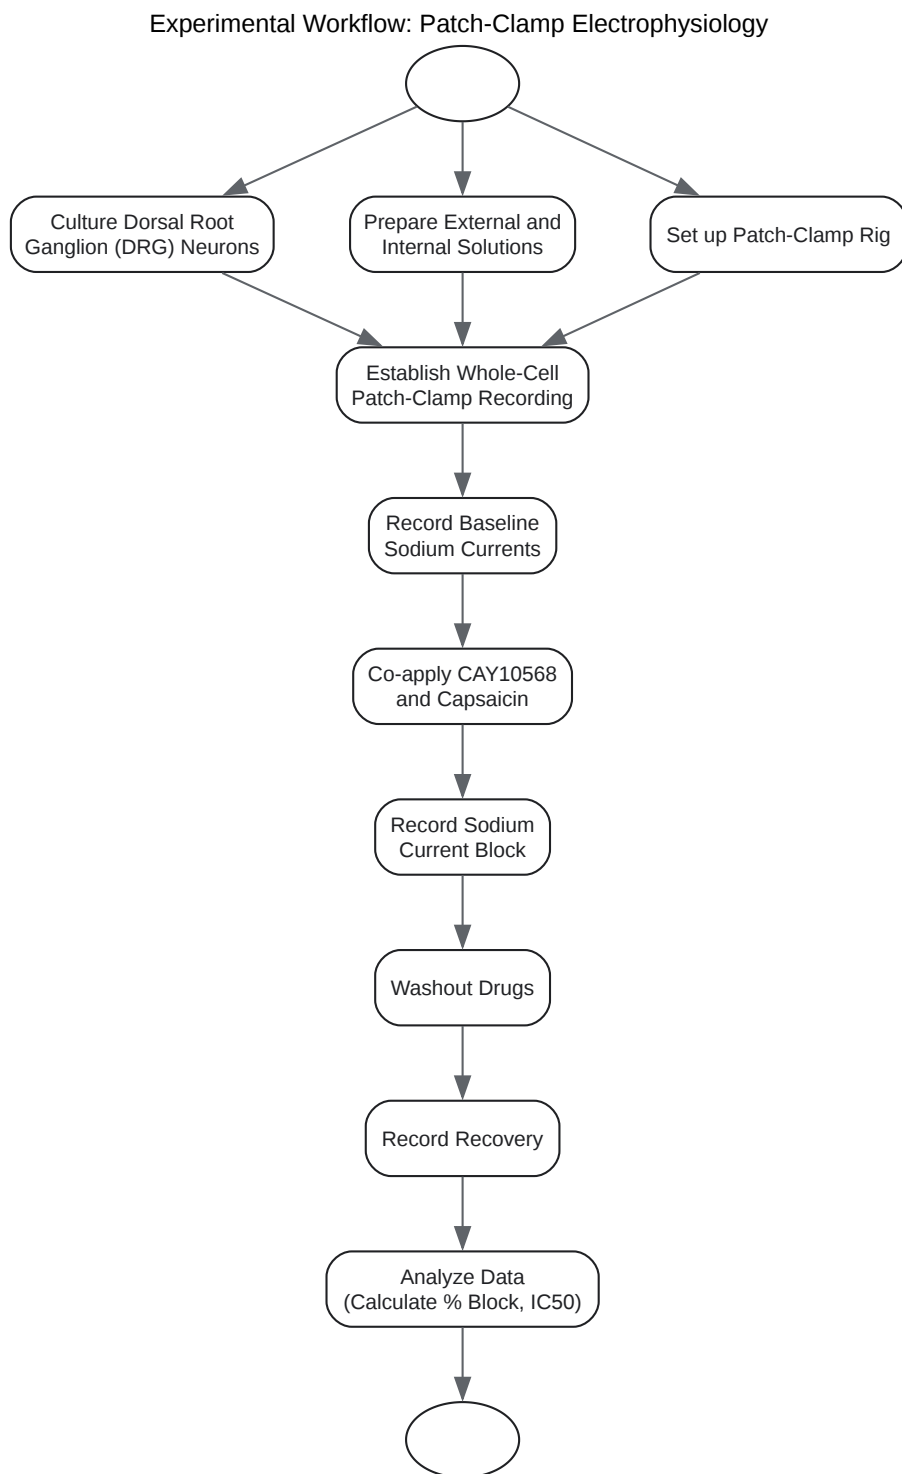 Experimental Workflow: Patch-Clamp Electrophysiology
Culture Dorsal Root
Ganglion (DRG) Neurons
Prepare External and
Internal Solutions
Set up Patch-Clamp Rig
Establish Whole-Cell
Patch-Clamp Recording
Record Baseline
Sodium Currents
Co-apply CAY10568
and Capsaicin
Record Sodium
Current Block
Washout Drugs
Record Recovery
Analyze Data
(Calculate % Block, IC50)